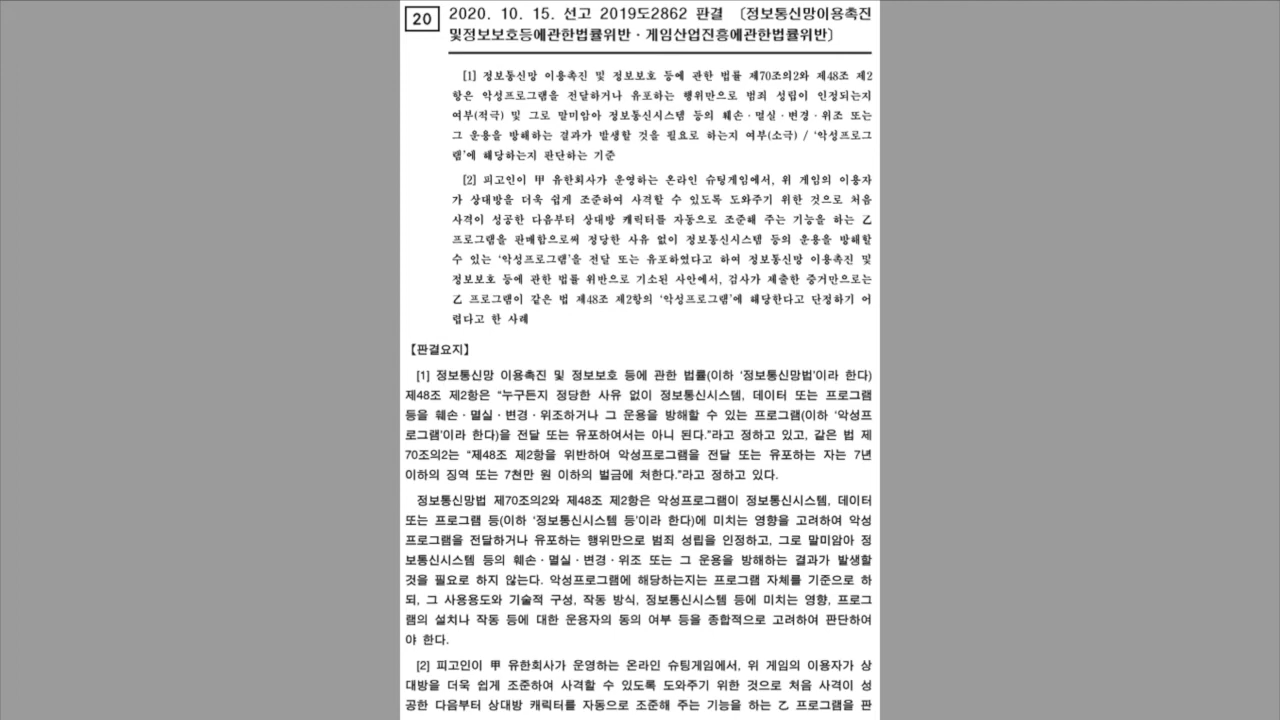 20
2020. 10. 15. 선고 2019도2862 판결 〔정보통신망이용촉진
및정보보호등에관한법률위반·게임산업진흥에관한법률위반〕
[1] 정보통신망 이용촉진 및 정보보호 등에 관한 법률 제70조의2와 제48조 제2
항은 악성프로그램을 전달하거나 유포하는 행위만으로 범죄 성립이 인정되는지
여부(적극) 및 그로 말미암아 정보통신시스템 등의 훼손·멸실·변경·위조 또는
그 운용을 방해하는 결과가 발생할 것을 필요로 하는지 여부(소극) / ‘악성프로그
램’에 해당하는지 판단하는 기준
[2] 피고인이 甲 유한회사가 운영하는 온라인 슈팅게임에서, 위 게임의 이용자
가 상대방을 더욱 쉽게 조준하여 사격할 수 있도록 도와주기 위한 것으로 처음
사격이 성공한 다음부터 상대방 캐릭터를 자동으로 조준해 주는 기능을 하는 乙
프로그램을 판매함으로써 정당한 사유 없이 정보통신시스템 등의 운용을 방해할
수 있는 ‘악성프로그램’을 전달 또는 유포하였다고 하여 정보통신망 이용촉진 및
정보보호 등에 관한 법률 위반으로 기소된 사안에서, 검사가 제출한 증거만으로는
乙 프로그램이 같은 법 제48조 제2항의 ‘악성프로그램’에 해당한다고 단정하기 어
렵다고 한 사례
【판결요지】
[1] 정보통신망 이용촉진 및 정보보호 등에 관한 법률(이하 ‘정보통신망법’이라 한다)
제48조 제2항은 “누구든지 정당한 사유 없이 정보통신시스템, 데이터 또는 프로그램
등을 훼손·멸실·변경·위조하거나 그 운용을 방해할 수 있는 프로그램(이하 ‘악성프
로그램’이라 한다)을 전달 또는 유포하여서는 아니 된다.”라고 정하고 있고, 같은 법 제
70조의2는 “제48조 제2항을 위반하여 악성프로그램을 전달 또는 유포하는 자는 7년
이하의 징역 또는 7천만 원 이하의 벌금에 처한다.”라고 정하고 있다.
정보통신망법 제70조의2와 제48조 제2항은 악성프로그램이 정보통신시스템, 데이터
또는 프로그램 등(이하 ‘정보통신시스템 등’이라 한다)에 미치는 영향을 고려하여 악성
프로그램을 전달하거나 유포하는 행위만으로 범죄 성립을 인정하고, 그로 말미암아 정
보통신시스템 등의 훼손·멸실·변경·위조 또는 그 운용을 방해하는 결과가 발생할
것을 필요로 하지 않는다. 악성프로그램에 해당하는지는 프로그램 자체를 기준으로 하
되, 그 사용용도와 기술적 구성, 작동 방식, 정보통신시스템 등에 미치는 영향, 프로그
램의 설치나 작동 등에 대한 운용자의 동의 여부 등을 종합적으로 고려하여 판단하여
야 한다.
[2] 피고인이 甲 유한회사가 운영하는 온라인 슈팅게임에서, 위 게임의 이용자가 상
대방을 더욱 쉽게 조준하여 사격할 수 있도록 도와주기 위한 것으로 처음 사격이 성
공한 다음부터 상대방 캐릭터를 자동으로 조준해 주는 기능을 하는 乙 프로그램을 판